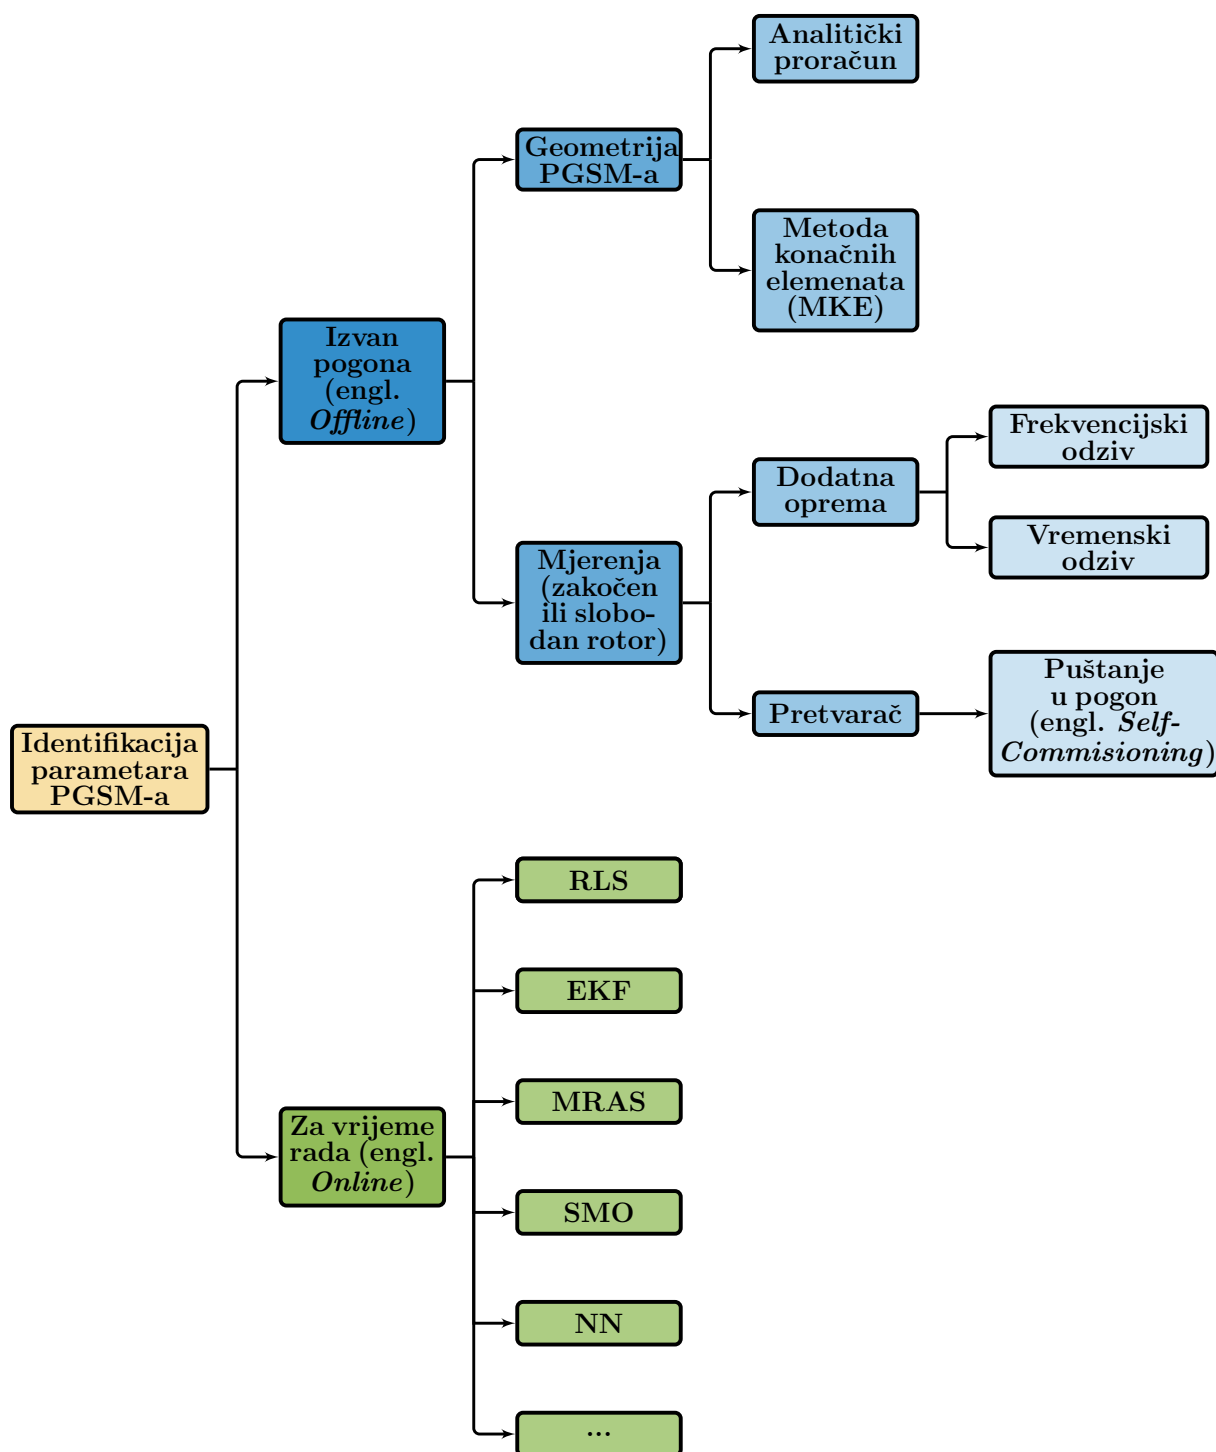 Analitički
proračun
Geometrija
PGSM-a
Metoda
konačnih
elemenata
(MKE)
Izvan
pogona
(engl.
Offline)
Frekvencijski
odziv
Dodatna
oprema
Vremenski
odziv
Mjerenja
(zakočen
ili slobo-
dan rotor)
Puštanje
u pogon
(engl. Self-
Commisioning)
Pretvarač
Identifikacija
parametara
PGSM-a
RLS
EKF
MRAS
Za vrijeme
rada (engl.
Online)
SMO
NN
...